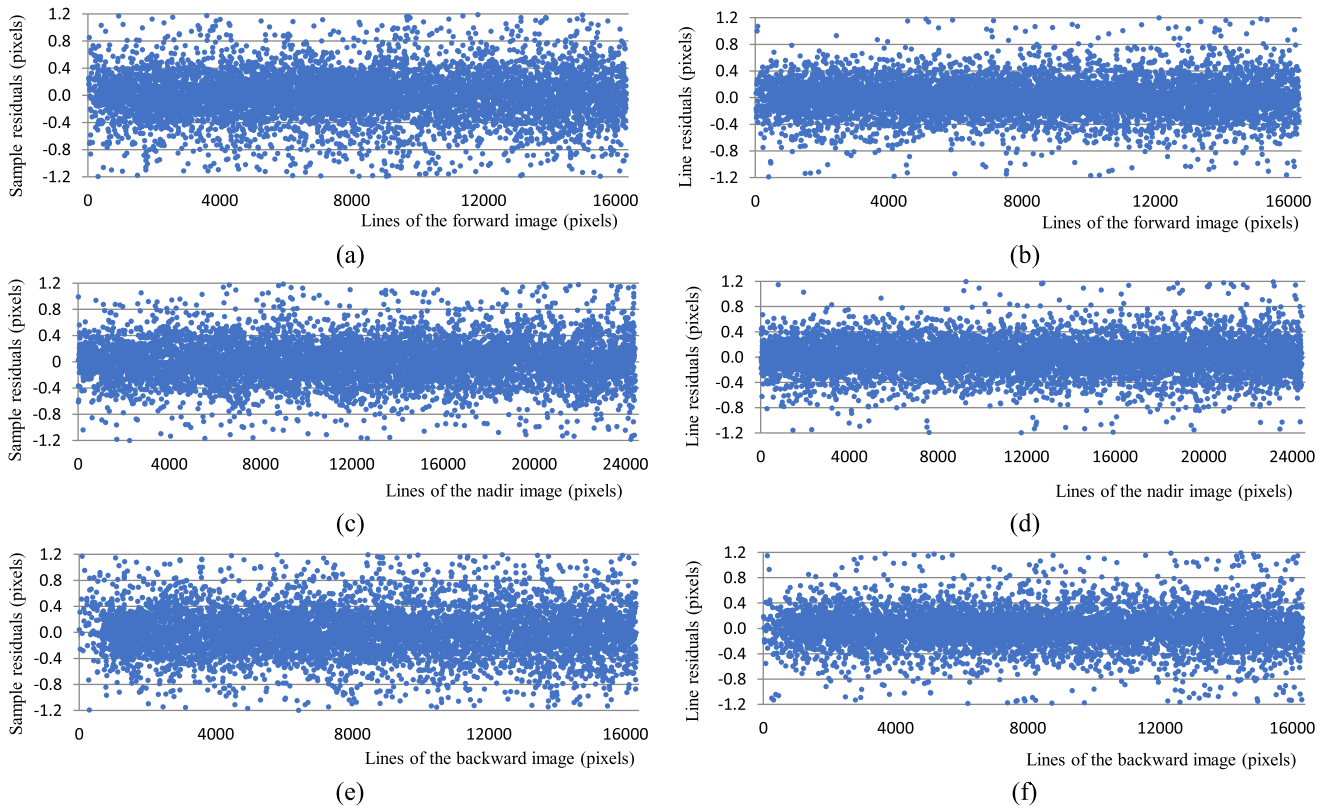 Sample residuals (pixels)
1.2
0.8
0.4
0.0
-0.4
-0.8
-1.2
0 4000 8000 12000 16000
Lines of the forward image (pixels)
(a)
Line residuals (pixels)
1.2
0.8
0.4
0.0
-0.4
-0.8
-1.2
0 4000 8000 12000 16000
Lines of the forward image (pixels)
(b)
Sample residuals (pixels)
1.2
0.8
0.4
0
-0.4
-0.8
-1.2
0 4000 8000 12000 16000 20000 24000
Lines of the nadir image (pixels)
(c)
Line residuals (pixels)
1.2
0.8
0.4
0.0
-0.4
-0.8
-1.2
0 4000 8000 12000 16000 20000 24000
Lines of the nadir image (pixels)
(d)
Sample residuals (pixels)
1.2
0.8
0.4
0.0
-0.4
-0.8
-1.2
0 4000 8000 12000 16000
Lines of the backward image (pixels)
(e)
Line residuals (pixels)
1.2
0.8
0.4
0.0
-0.4
-0.8
-1.2
0 4000 8000 12000 16000
Lines of the backward image (pixels)
(f)